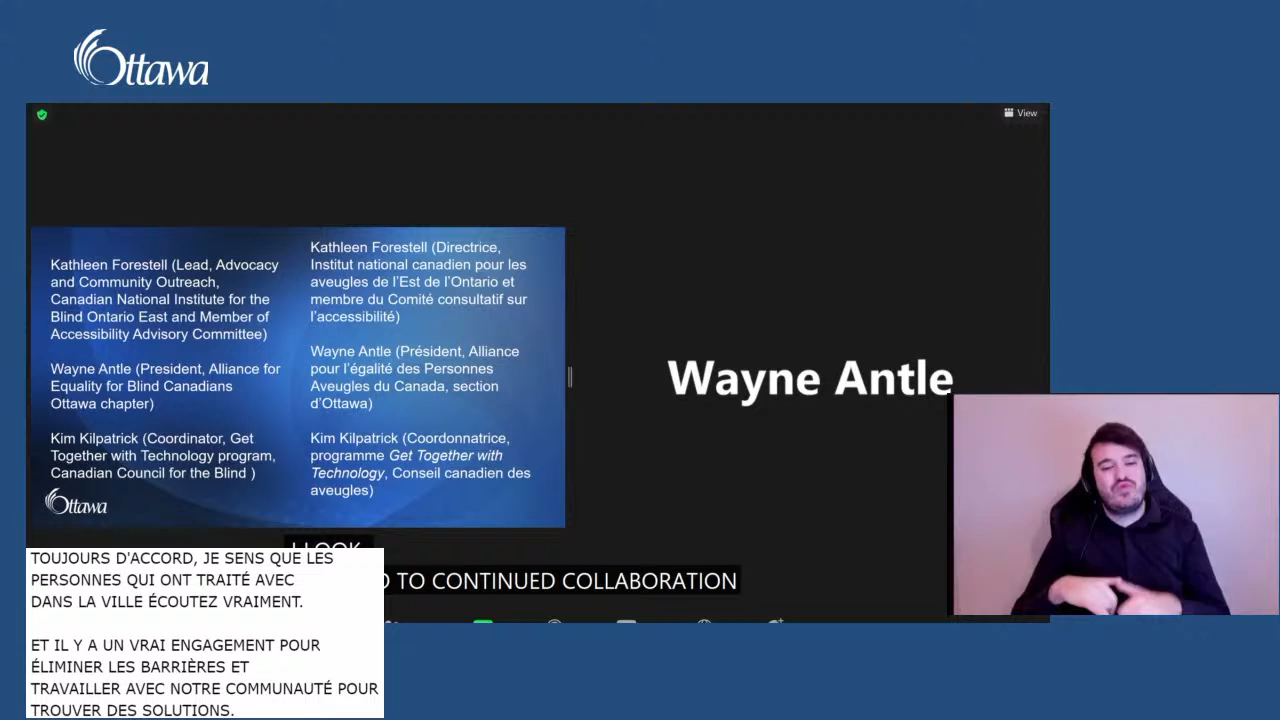 Ottawa
View
Kathleen Forestell (Lead, Advocacy
and Community Outreach,
Canadian National Institute for the
Blind Ontario East and Member of
Accessibility Advisory Committee)
Wayne Antle (President, Alliance for
Equality for Blind Canadians
Ottawa chapter)
Kim Kilpatrick (Coordinator, Get
Together with Technology program,
Canadian Council for the Blind )
Ottawa
Kathleen Forestell (Directrice,
Institut national canadien pour les
aveugles de l'Est de l'Ontario et
membre du Comité consultatif sur
l'accessibilité)
Wayne Antle (Président, Alliance
pour l'égalité des Personnes
Aveugles du Canada, section
d'Ottawa)
Kim Kilpatrick (Coordonnatrice,
programme Get Together with
Technology, Conseil canadien des
aveugles)
Wayne Antle
I LOOK
TO CONTINUED COLLABORATION
TOUJOURS D'ACCORD, JE SENS QUE LES
PERSONNES QUI ONT TRAITÉ AVEC
DANS LA VILLE ÉCOUTEZ VRAIMENT.
ET IL Y A UN VRAI ENGAGEMENT POUR
ÉLIMINER LES BARRIÈRES ET
TRAVAILLER AVEC NOTRE COMMUNAUTÉ POUR
TROUVER DES SOLUTIONS.